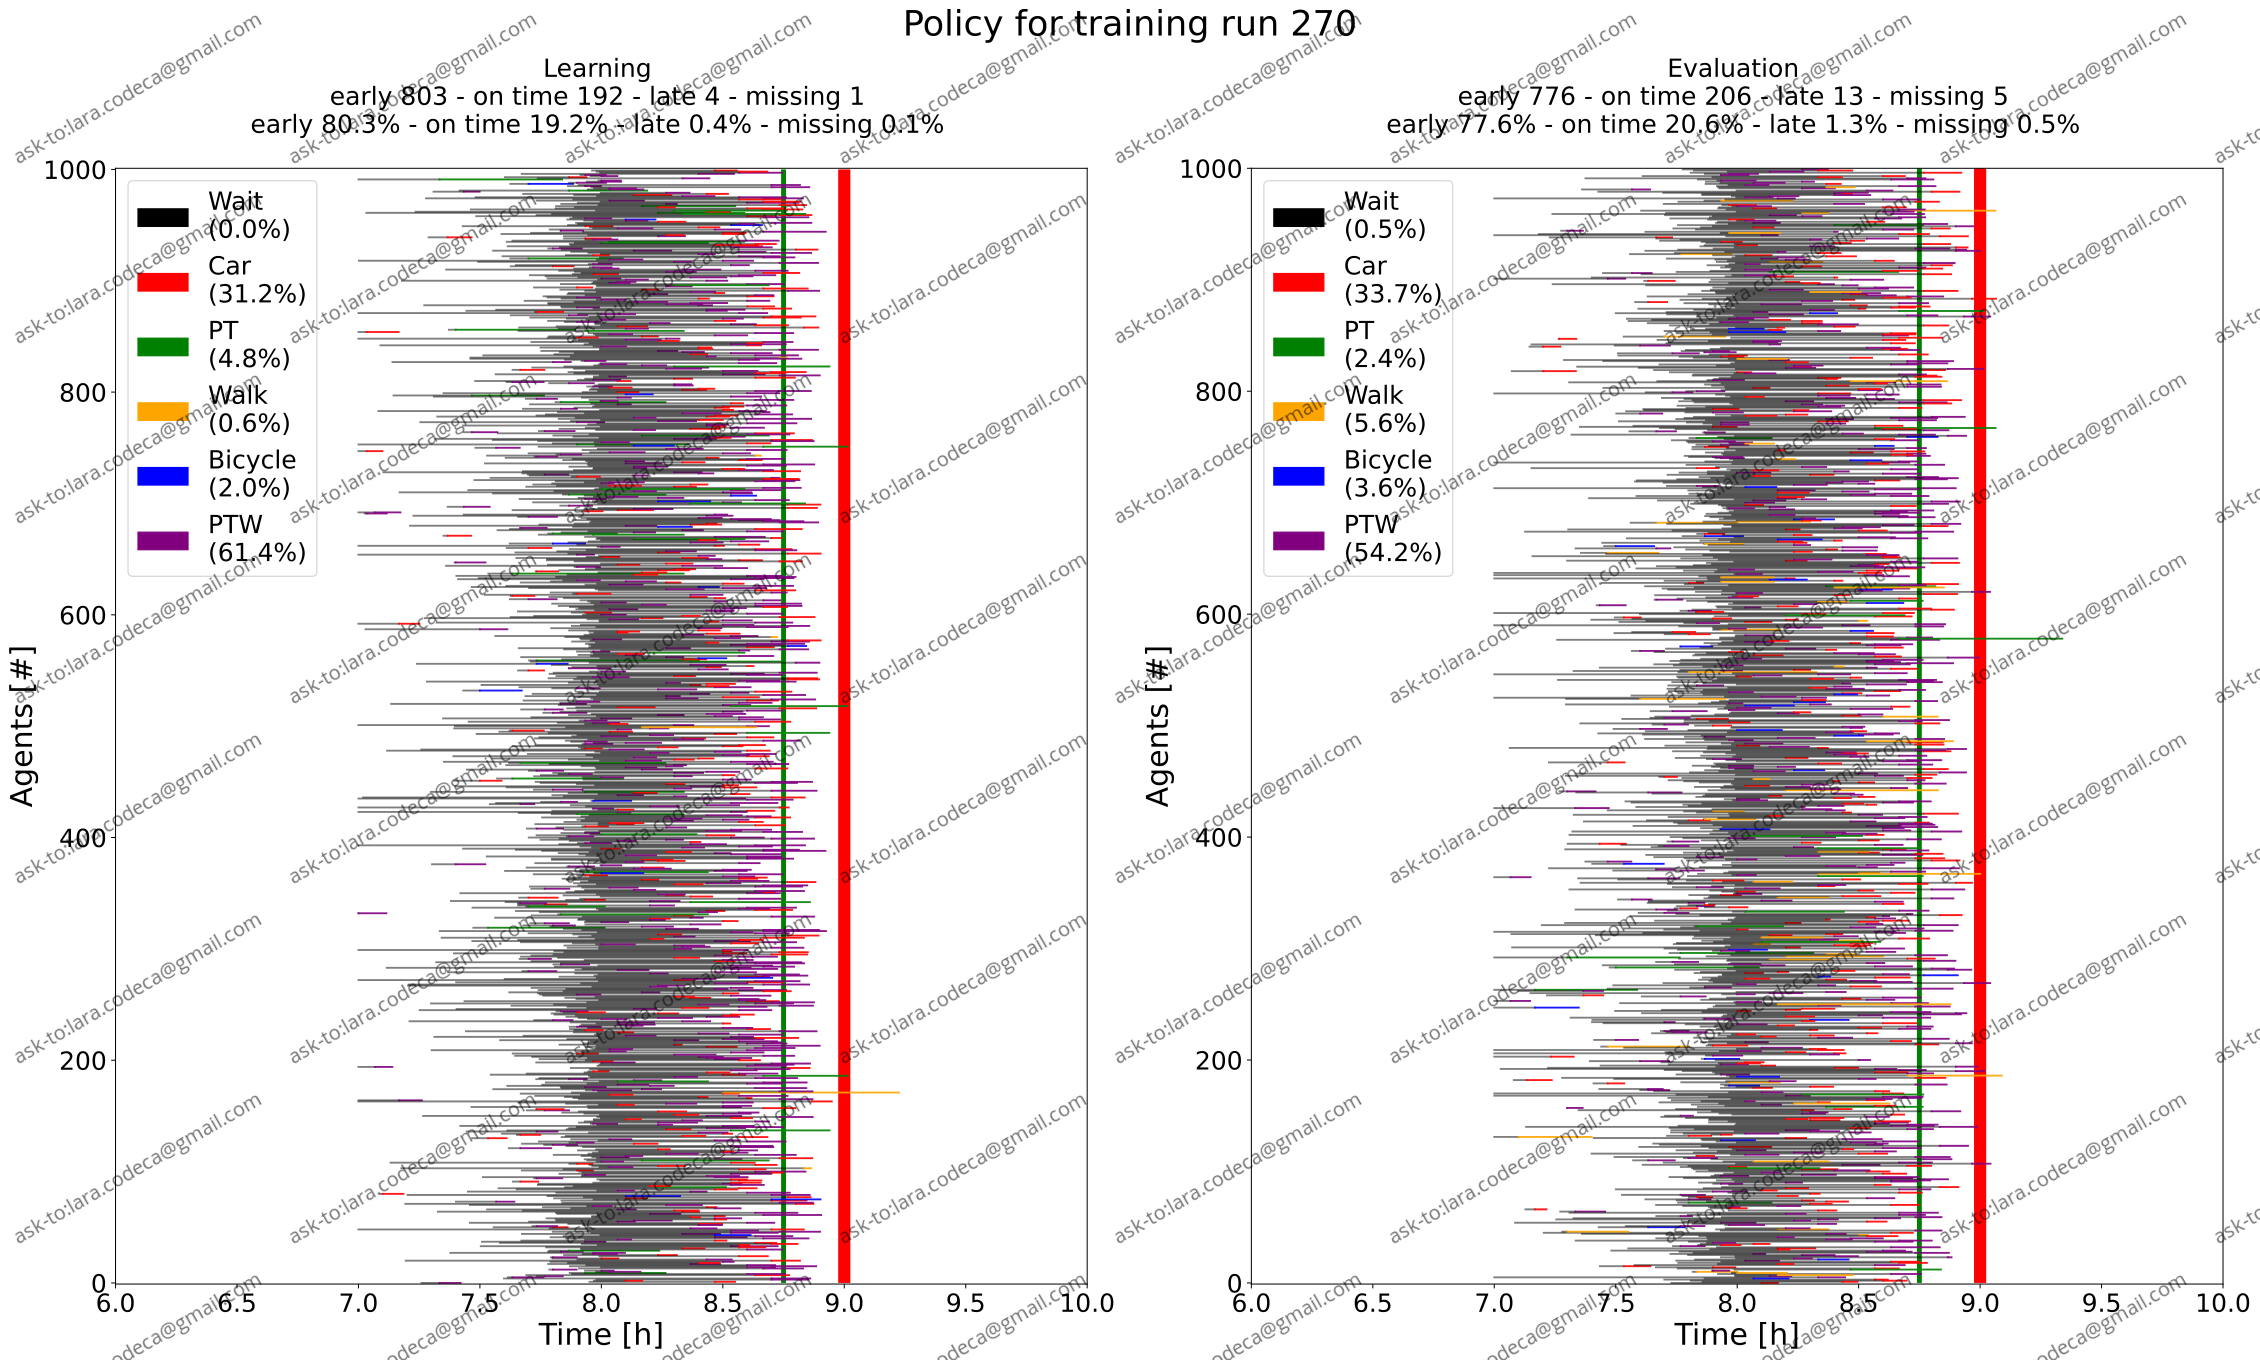 Policy for training run 270
Learning
early 803 - on time 192 - late 4 - missing 1
early 80.3% - on time 19.2% - late 0.4% - missing 0.1%
Wait
(0.0%)
Car
(31.2%)
PT
(4.8%)
Walk
(0.6%)
Bicycle
(2.0%)
PTW
(61.4%)
Agents [#]
1000
800
600
400
200
0
6.0 6.5 7.0 7.5 8.0 8.5 9.0 9.5 10.0
Time [h]
Evaluation
early 776 - on time 206 - late 13 - missing 5
early 77.6% - on time 20.6% - late 1.3% - missing 0.5%
Wait
(0.5%)
Car
(33.7%)
PT
(2.4%)
Walk
(5.6%)
Bicycle
(3.6%)
PTW
(54.2%)
Agents [#]
1000
800
600
400
200
0
6.0 6.5 7.0 7.5 8.0 8.5 9.0 9.5 10.0
Time [h]
ask-to:lara.codeca@gmail.com